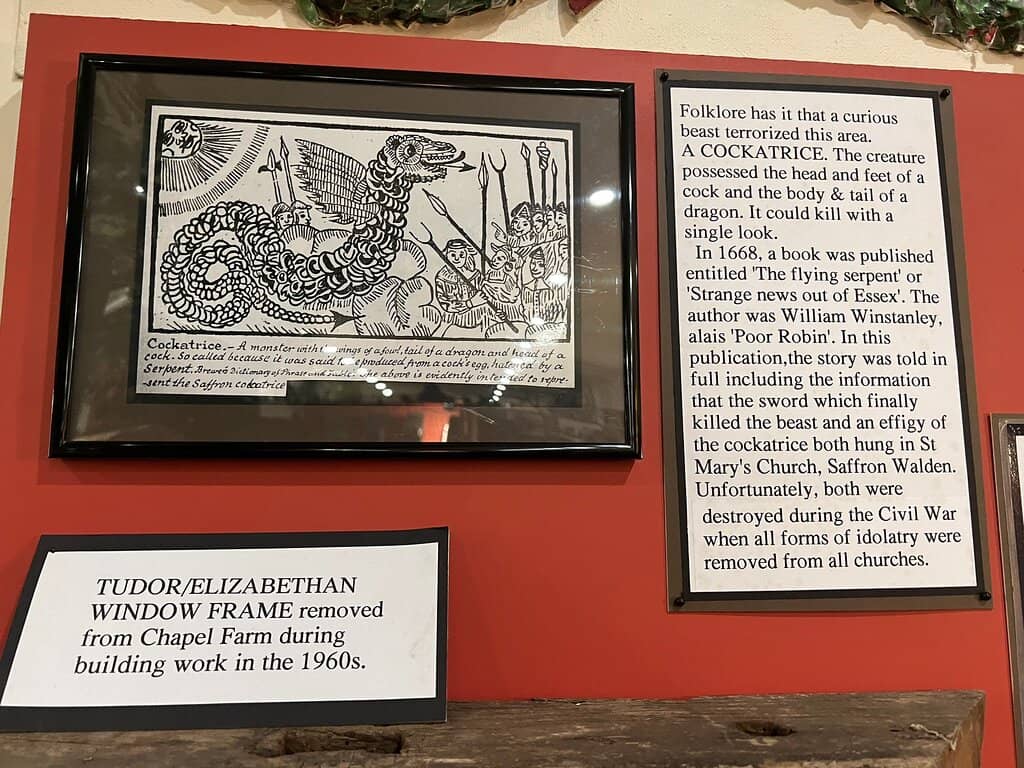 Cockatrice.- A monster with the wings of a fowl, tail of a dragon and head of a
cock. So called because it was said to be produced from a cock's egg, hatched by a
Serpent. Brewer's Dictionary of Phrase and Fable. The above is evidently intended to repre-
-sent the Saffron cockatrice
Folklore has it that a curious
beast terrorized this area.
A COCKATRICE. The creature
possessed the head and feet of a
cock and the body & tail of a
dragon. It could kill with a
single look.
In 1668, a book was published
entitled 'The flying serpent' or
'Strange news out of Essex'. The
author was William Winstanley,
alais 'Poor Robin'. In this
publication,the story was told in
full including the information
that the sword which finally
killed the beast and an effigy of
the cockatrice both hung in St
Mary's Church, Saffron Walden.
Unfortunately, both were
destroyed during the Civil War
when all forms of idolatry were
removed from all churches.
TUDOR/ELIZABETHAN
WINDOW FRAME removed
from Chapel Farm during
building work in the 1960s.